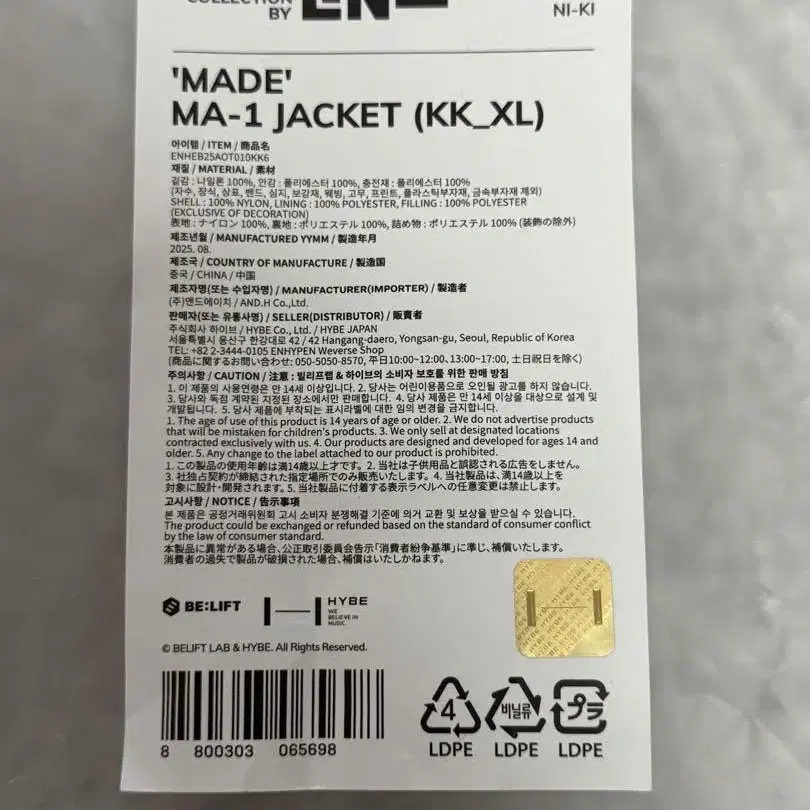 COLLECTION
BY
EN-
NI-KI
'MADE'
MA-1 JACKET (KK_XL)
아이템 / ITEM / 商品名
ENHEB25AOT010KK6
재질 / MATERIAL / 素材
겉감 : 나일론 100%, 안감 : 폴리에스터 100%, 충전재 : 폴리에스터 100%
(자수, 장식, 상표, 밴드, 심지, 보강재, 웨빙, 고무, 프린트, 플라스틱부자재, 금속부자재 제외)
SHELL : 100% NYLON, LINING : 100% POLYESTER, FILLING : 100% POLYESTER
(EXCLUSIVE OF DECORATION)
表地 : ナイロン 100%, 裏地 : ポリエステル 100%, 詰め物 : ポリエステル 100% (装飾の除外)
제조년월 / MANUFACTURED YYMM / 製造年月
2025. 08.
제조국 / COUNTRY OF MANUFACTURE / 製造国
중국 / CHINA / 中国
제조자명(또는 수입자명) / MANUFACTURER(IMPORTER) / 製造者
(주)앤드에이치 / AND.H Co.,Ltd.
판매자(또는 유통사명) / SELLER(DISTRIBUTOR) / 販売者
주식회사 하이브 / HYBE Co., Ltd. / HYBE JAPAN
서울특별시 용산구 한강대로 42 / 42 Hangang-daero, Yongsan-gu, Seoul, Republic of Korea
TEL: +82 2-3444-0105 ENHYPEN Weverse Shop
(商品に関するお問い合わせ: 050-5050-8570, 平日10:00~12:00、13:00~17:00, 土日祝日を除く)
주의사항 / CAUTION / 注意 : 빌리프랩 & 하이브의 소비자 보호를 위한 판매 방침
1. 이 제품의 사용연령은 만 14세 이상입니다. 2. 당사는 어린이용품으로 오인될 광고를 하지 않습니다.
3. 당사와 독점 계약된 지정된 장소에서만 판매합니다. 4. 당사 제품은 만 14세 이상을 대상으로 설계 및
개발됩니다. 5. 당사 제품에 부착되는 표시라벨에 대한 임의 변경을 금지합니다.
1. The age of use of this product is 14 years of age or older. 2. We do not advertise products
that will be mistaken for children's products. 3. We only sell at designated locations
contracted exclusively with us. 4. Our products are designed and developed for ages 14 and
older. 5. Any change to the label attached to our product is prohibited.
1. この製品の使用年齢は満14歳以上才です。2. 当社は子供用品と誤認される広告をしません。
3. 社独占契約が締結された指定場所でのみ販売いたします。4. 当社製品は、満14歳以上を
対象に設計・開発されます。5. 当社製品に付着する表示ラベルへの任意変更は禁止します。
고시사항 / NOTICE / 告示事項
본 제품은 공정거래위원회 고시 소비자 분쟁해결 기준에 의거 교환 및 보상을 받으실 수 있습니다.
The product could be exchanged or refunded based on the standard of consumer conflict
by the law of consumer standard.
本製品に異常がある場合、公正取引委員会告示「消費者紛争基準」に準じ、補償いたします。
消費者の過失で製品が破損された場合、補償はいたしかねます。
BE:LIFT
HYBE
WE
BELIEVE IN
MUSIC
© BELIFT LAB & HYBE. All Rights Reserved.
8 800303 065698
4
LDPE
비닐류
LDPE
プラ
LDPE